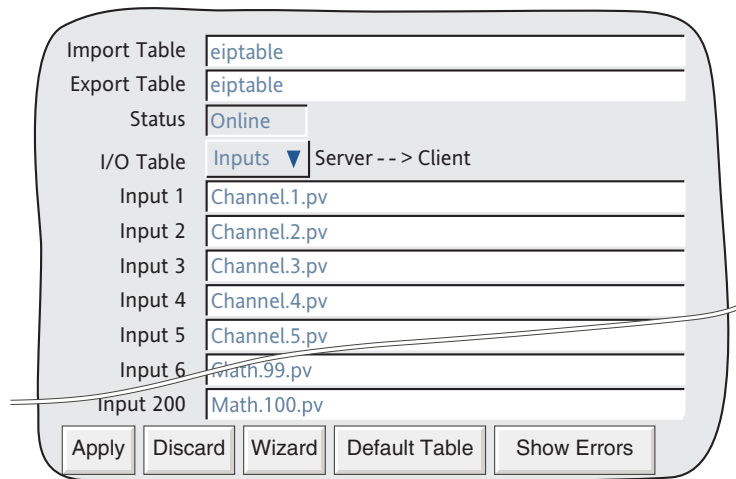 Import Table eiptable
Export Table eiptable
Status Online
I/O Table Inputs ▼ Server - - > Client
Input 1 Channel.1.pv
Input 2 Channel.2.pv
Input 3 Channel.3.pv
Input 4 Channel.4.pv
Input 5 Channel.5.pv
Input 6 Math.99.pv
Input 200 Math.100.pv
Apply Discard Wizard Default Table Show Errors